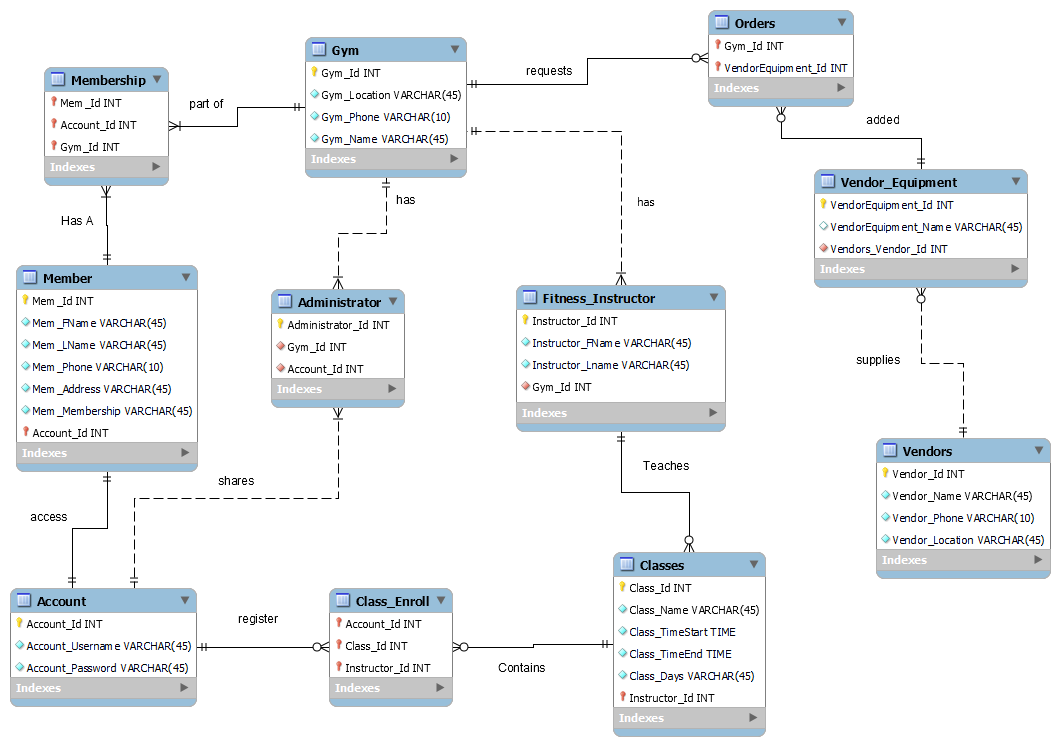 Orders
Gym_Id INT
VendorEquipment_Id INT
Indexes
Gym
Gym_Id INT
Gym_Location VARCHAR(45)
Gym_Phone VARCHAR(10)
Gym_Name VARCHAR(45)
Indexes
requests
Membership
Mem_Id INT
Account_Id INT
Gym_Id INT
Indexes
part of
added
Vendor_Equipment
VendorEquipment_Id INT
VendorEquipment_Name VARCHAR(45)
Vendors_Vendor_Id INT
Indexes
has
has
Has A
Member
Mem_Id INT
Mem_FName VARCHAR(45)
Mem_LName VARCHAR(45)
Mem_Phone VARCHAR(10)
Mem_Address VARCHAR(45)
Mem_Membership VARCHAR(45)
Account_Id INT
Indexes
Administrator
Administrator_Id INT
Gym_Id INT
Account_Id INT
Indexes
Fitness_Instructor
Instructor_Id INT
Instructor_FName VARCHAR(45)
Instructor_Lname VARCHAR(45)
Gym_Id INT
Indexes
supplies
Vendors
Vendor_Id INT
Vendor_Name VARCHAR(45)
Vendor_Phone VARCHAR(10)
Vendor_Location VARCHAR(45)
Indexes
Teaches
shares
access
Account
Account_Id INT
Account_Username VARCHAR(45)
Account_Password VARCHAR(45)
Indexes
register
Class_Enroll
Account_Id INT
Class_Id INT
Instructor_Id INT
Indexes
Contains
Classes
Class_Id INT
Class_Name VARCHAR(45)
Class_TimeStart TIME
Class_TimeEnd TIME
Class_Days VARCHAR(45)
Instructor_Id INT
Indexes